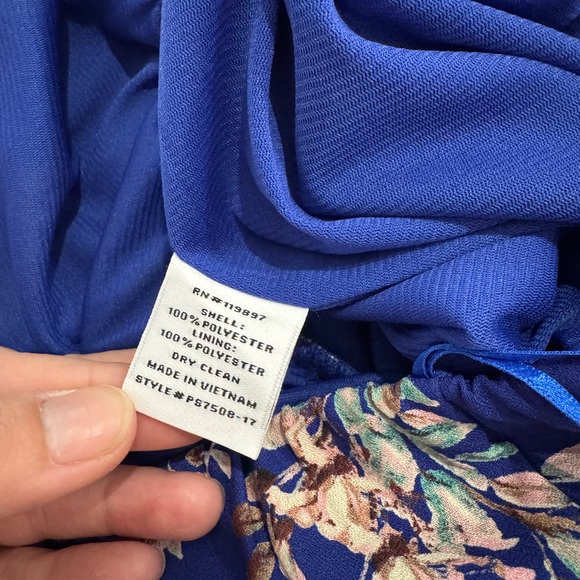 RN#119897
SHELL:
100%POLYESTER
LINING:
100%POLYESTER
DRY CLEAN
MADE IN VIETNAM
STYLE#PS7508-17